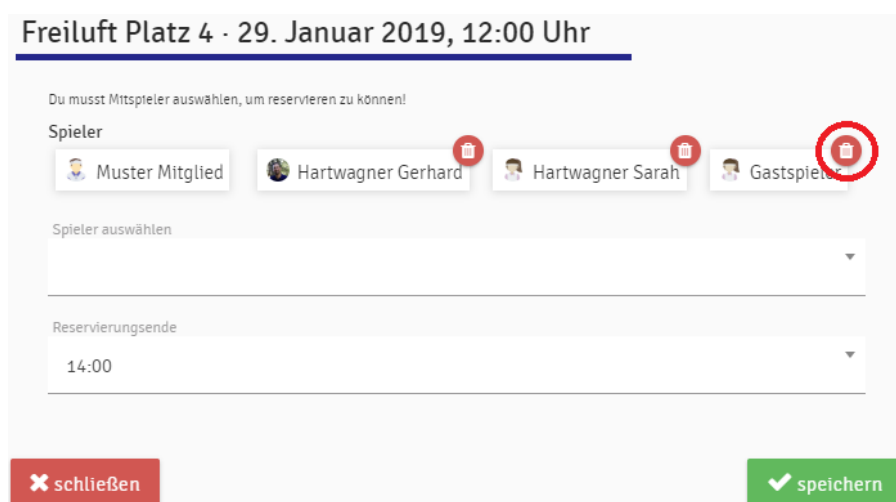 Freiluft Platz 4 · 29. Januar 2019, 12:00 Uhr
Du musst Mitspieler auswählen, um reservieren zu können!
Spieler
Muster Mitglied Hartwagner Gerhard Hartwagner Sarah Gastspieler
Spieler auswählen
Reservierungsende
14:00
schließen speichern